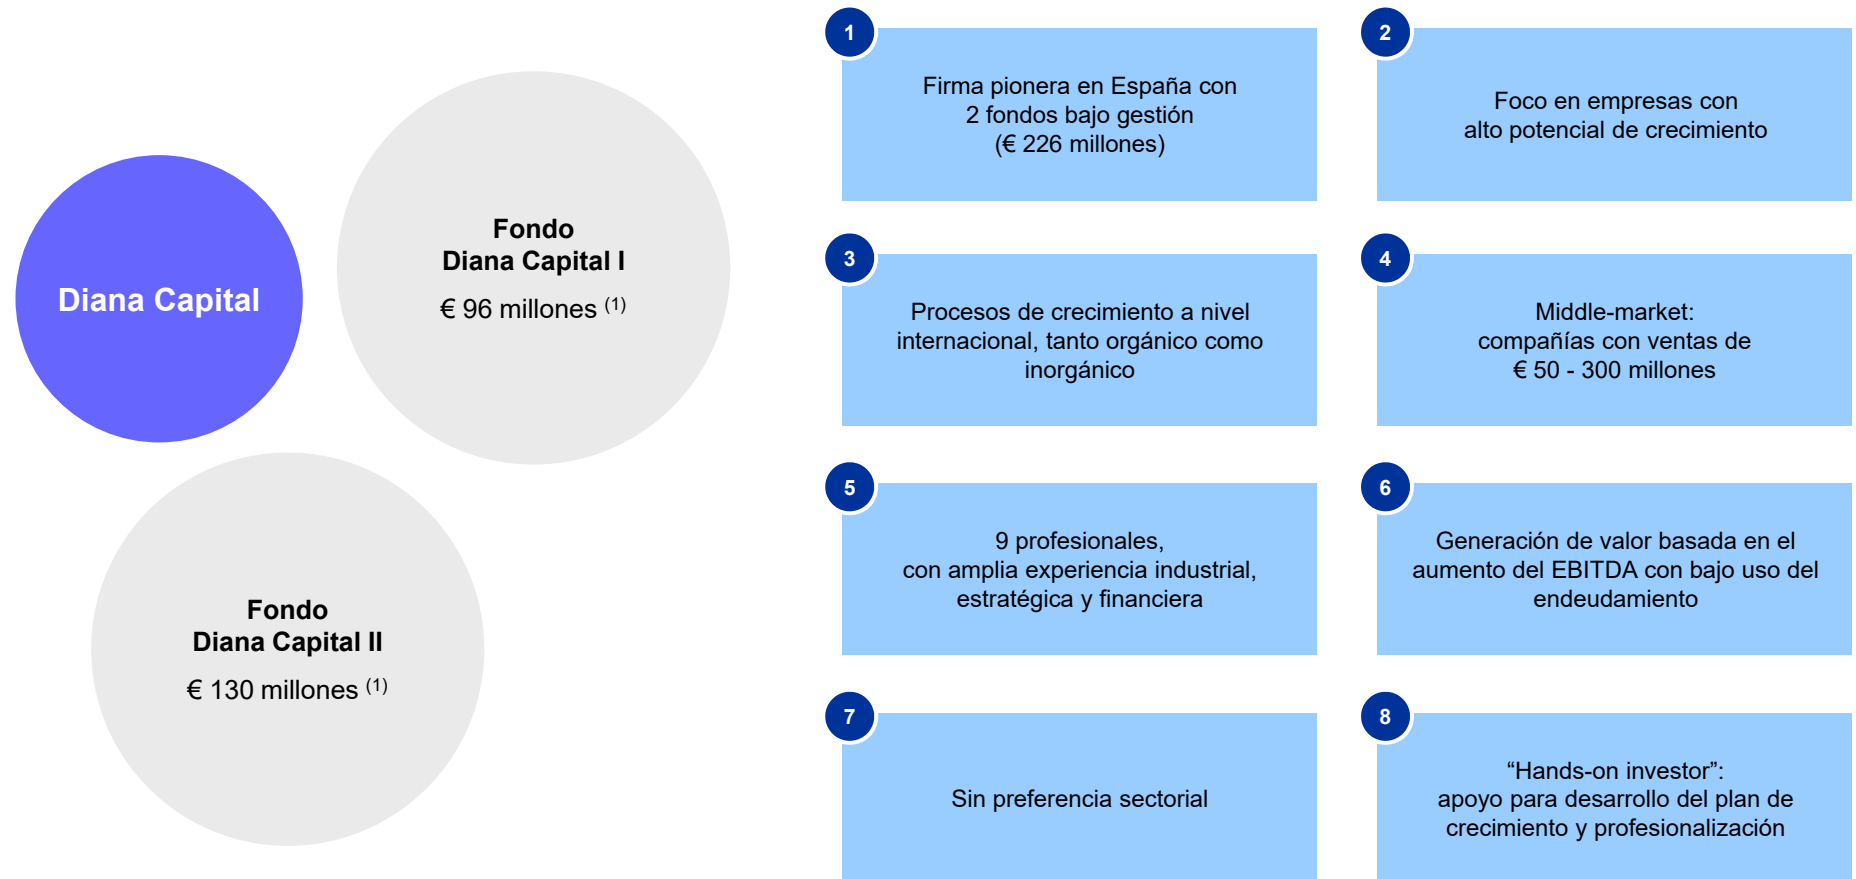 Diana Capital
Fondo
Diana Capital I
€ 96 millones (1)
Fondo
Diana Capital II
€ 130 millones (1)
1
Firma pionera en España con
2 fondos bajo gestión
(€ 226 millones)
2
Foco en empresas con
alto potencial de crecimiento
3
Procesos de crecimiento a nivel
internacional, tanto orgánico como
inorgánico
4
Middle-market:
compañías con ventas de
€ 50 - 300 millones
5
9 profesionales,
con amplia experiencia industrial,
estratégica y financiera
6
Generación de valor basada en el
aumento del EBITDA con bajo uso del
endeudamiento
7
Sin preferencia sectorial
8
“Hands-on investor”:
apoyo para desarrollo del plan de
crecimiento y profesionalización